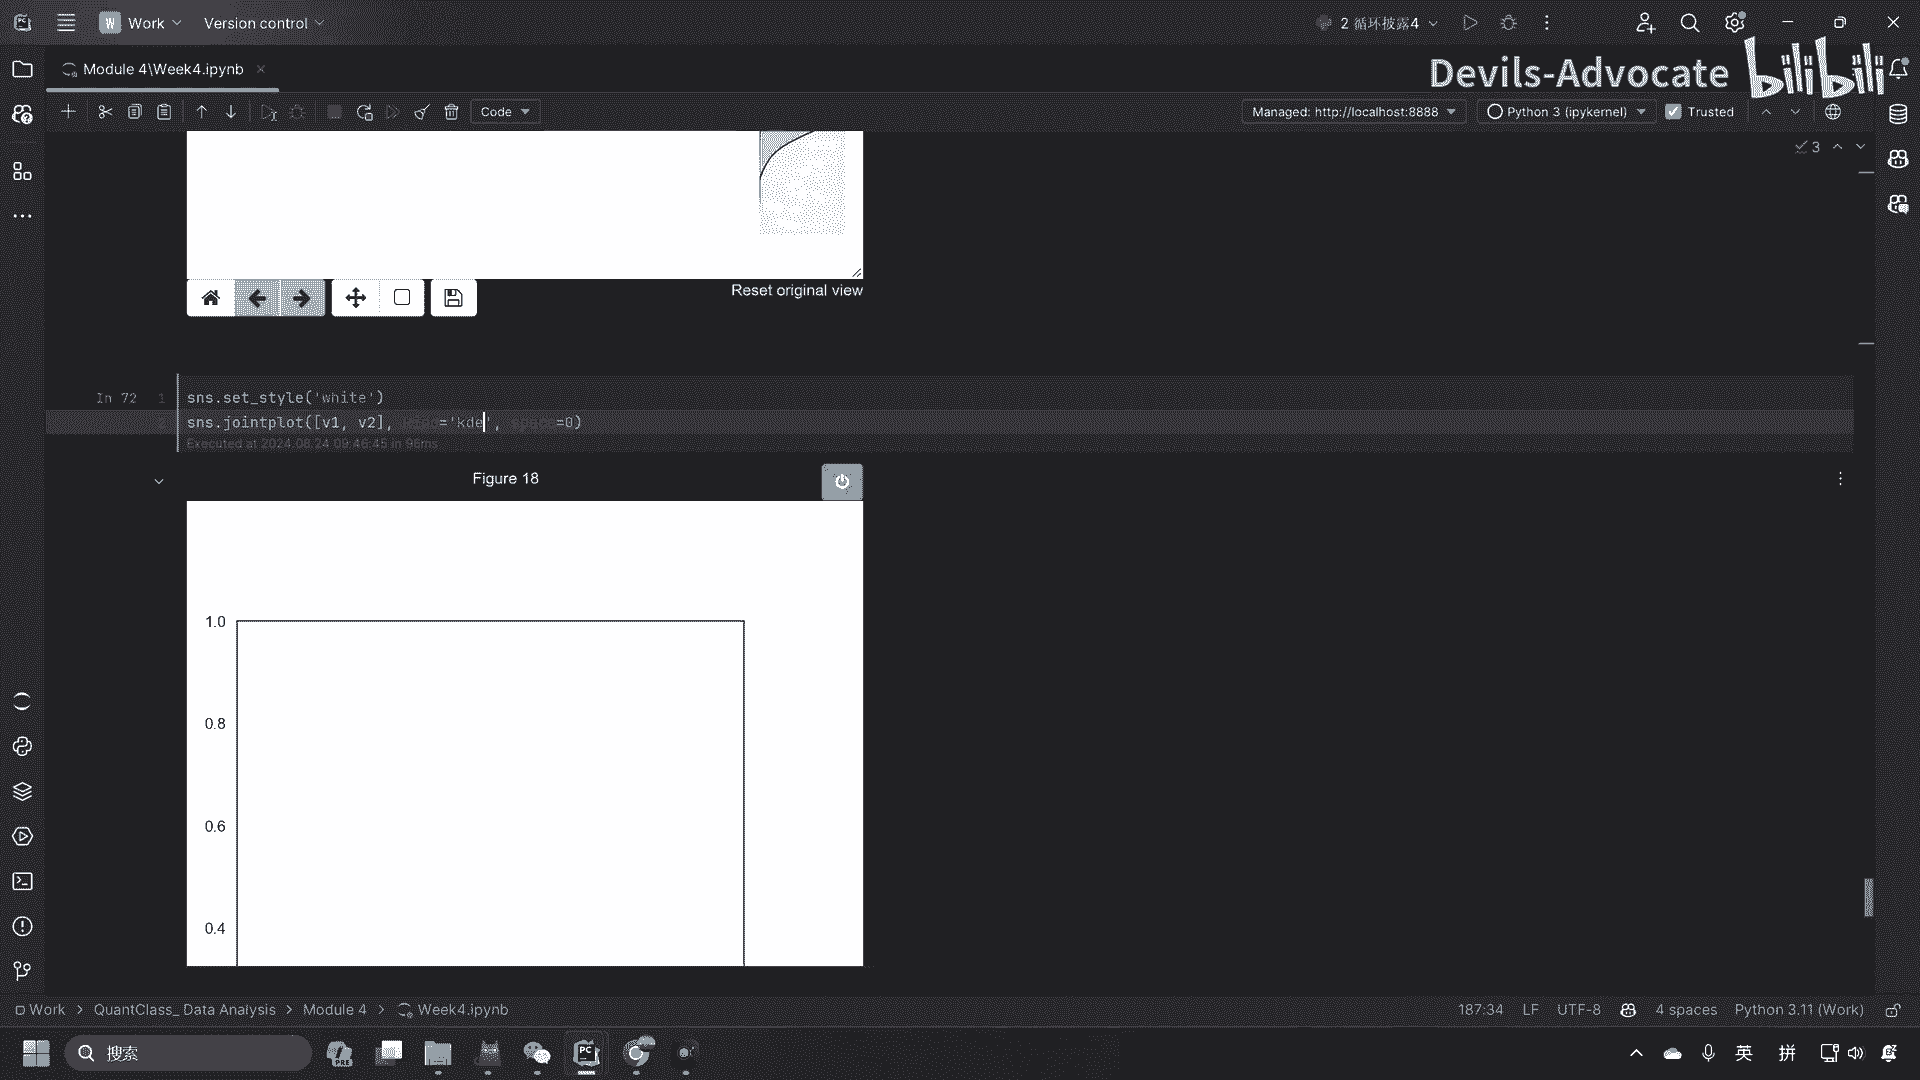 W Work Version control 2 循环披露4
Module 4\Week4.ipynb
Devils-Advocate bilibili
Code Managed: http://localhost:8888 Python 3 (ipykernel) Trusted
3
Reset original view
In 72 1 sns.set_style('white')
2 sns.jointplot([v1, v2], kind='kde', space=0)
Executed at 2024.08.24 09:46:45 in 96ms
Figure 18
1.0
0.8
0.6
0.4
Work > QuantClass_ Data Analysis > Module 4 > Week4.ipynb 187:34 LF UTF-8 4 spaces Python 3.11 (Work)
搜索 PRE PC 英 拼